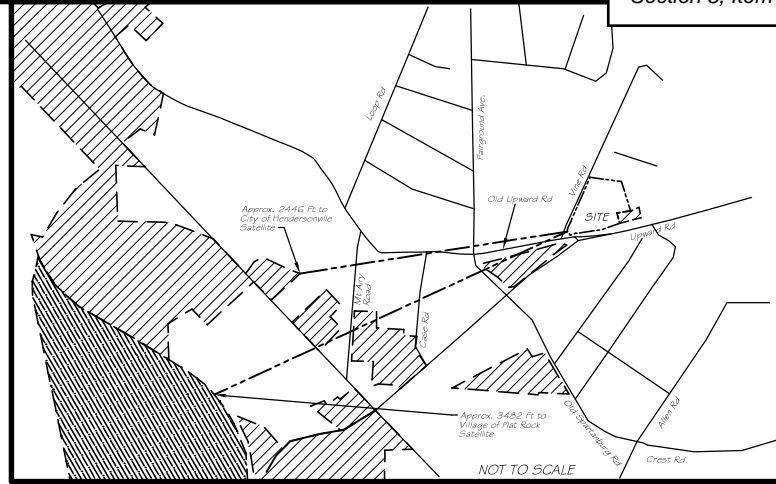 Section 5, Item
Loop Rd
Fairground Ave.
Vine Rd
Old Upward Rd
Approx. 2446 Ft to
City of Hendersonville
Satellite
SITE
Upward Rd
Mt Airy
Road
Case Rd
Approx. 3482 Ft to
Village of Flat Rock
Satellite
Old Spartanburg Rd
Allen Rd
Crest Rd
NOT TO SCALE